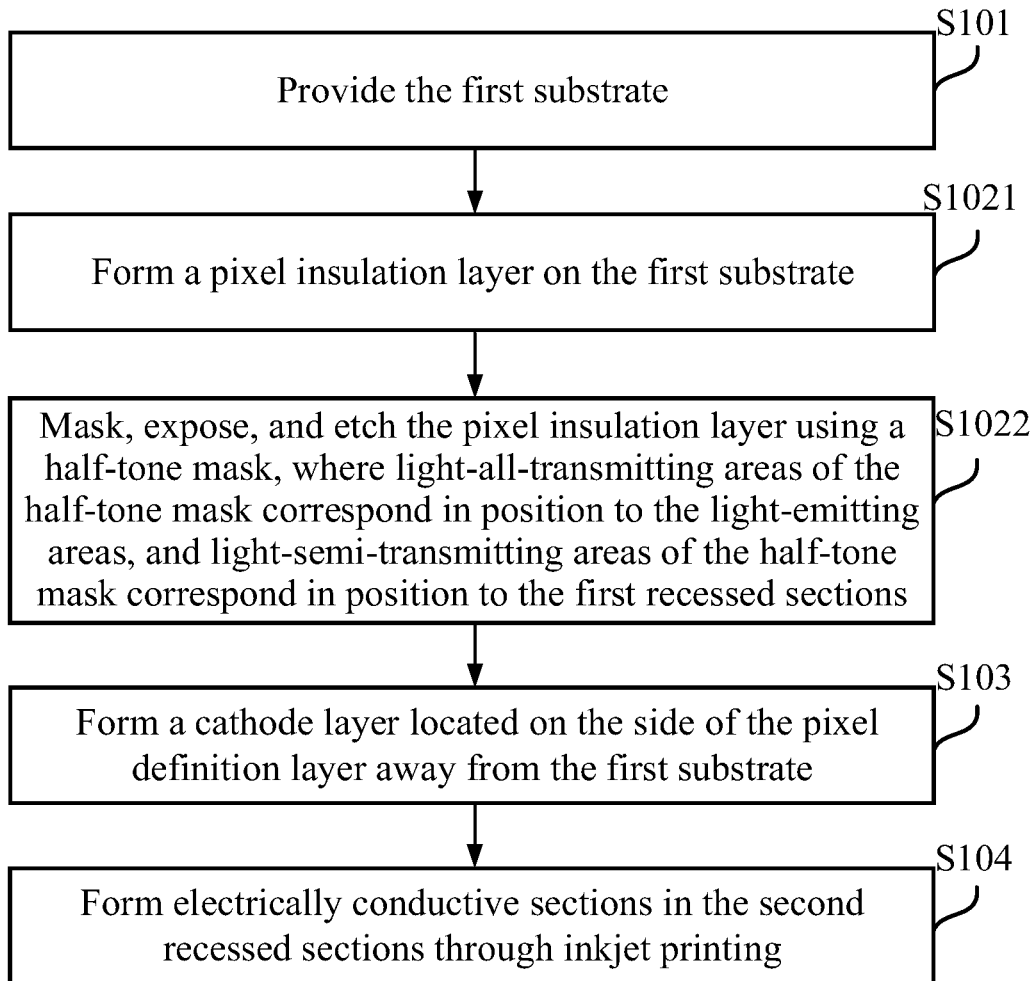 S101
Provide the first substrate
S1021
Form a pixel insulation layer on the first substrate
S1022
Mask, expose, and etch the pixel insulation layer using a
half-tone mask, where light-all-transmitting areas of the
half-tone mask correspond in position to the light-emitting
areas, and light-semi-transmitting areas of the half-tone
mask correspond in position to the first recessed sections
S103
Form a cathode layer located on the side of the pixel
definition layer away from the first substrate
S104
Form electrically conductive sections in the second
recessed sections through inkjet printing